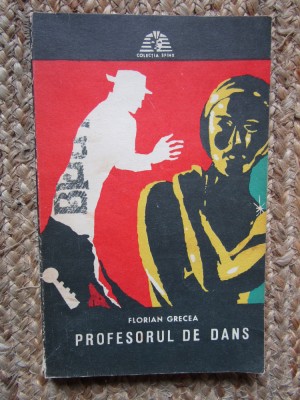 COLECȚIA SFINX
FLORIAN GRECEA
PROFESORUL DE DANS